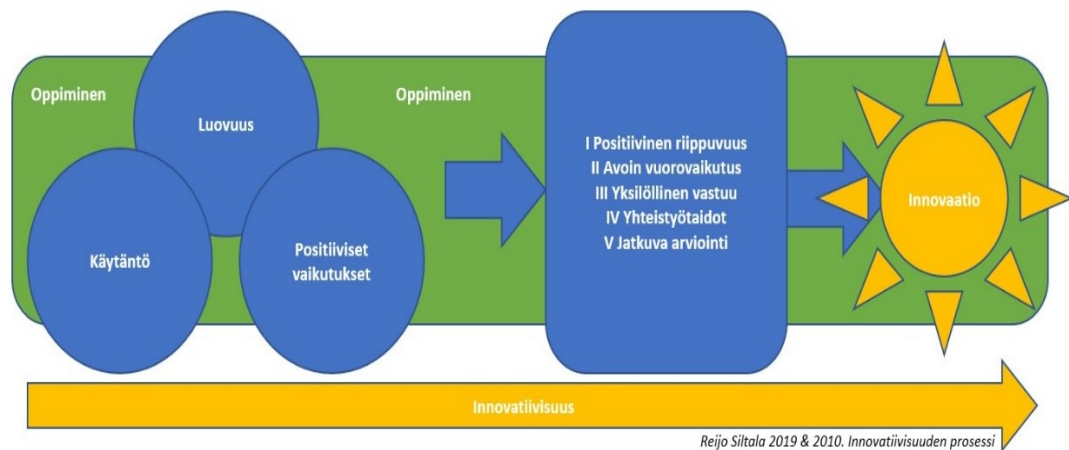 Oppiminen
Luovuus
Käytäntö
Positiiviset
vaikutukset
Oppiminen
I Positiivinen riippuvuus
II Avoin vuorovaikutus
III Yksilöllinen vastuu
IV Yhteistyötaidot
V Jatkuva arviointi
Innovaatio
Innovatiivisuus
Reijo Siltala 2019 & 2010. Innovatiivisuuden prosessi